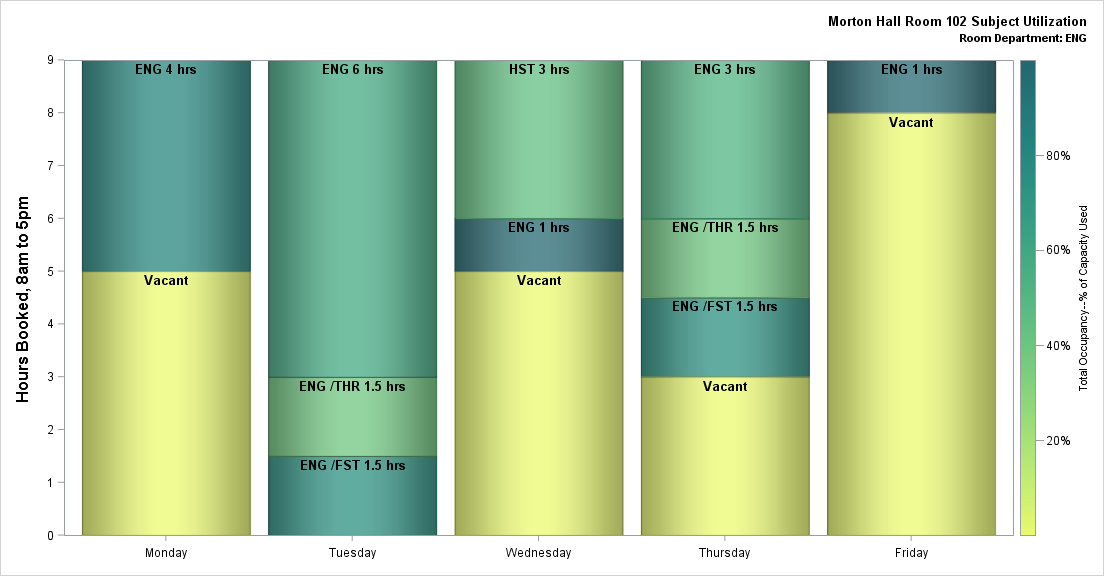 Morton Hall Room 102 Subject Utilization
Room Department: ENG
Hours Booked, 8am to 5pm
9
8
7
6
5
4
3
2
1
0
ENG 4 hrs
Vacant
ENG 6 hrs
ENG /THR 1.5 hrs
ENG /FST 1.5 hrs
HST 3 hrs
ENG 1 hrs
Vacant
ENG 3 hrs
ENG /THR 1.5 hrs
ENG /FST 1.5 hrs
Vacant
ENG 1 hrs
Vacant
Monday
Tuesday
Wednesday
Thursday
Friday
80%
60%
40%
20%
Total Occupancy--% of Capacity Used